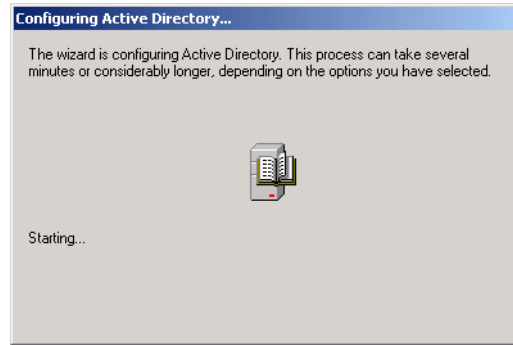 Configuring Active Directory...
The wizard is configuring Active Directory. This process can take several
minutes or considerably longer, depending on the options you have selected.
Starting...